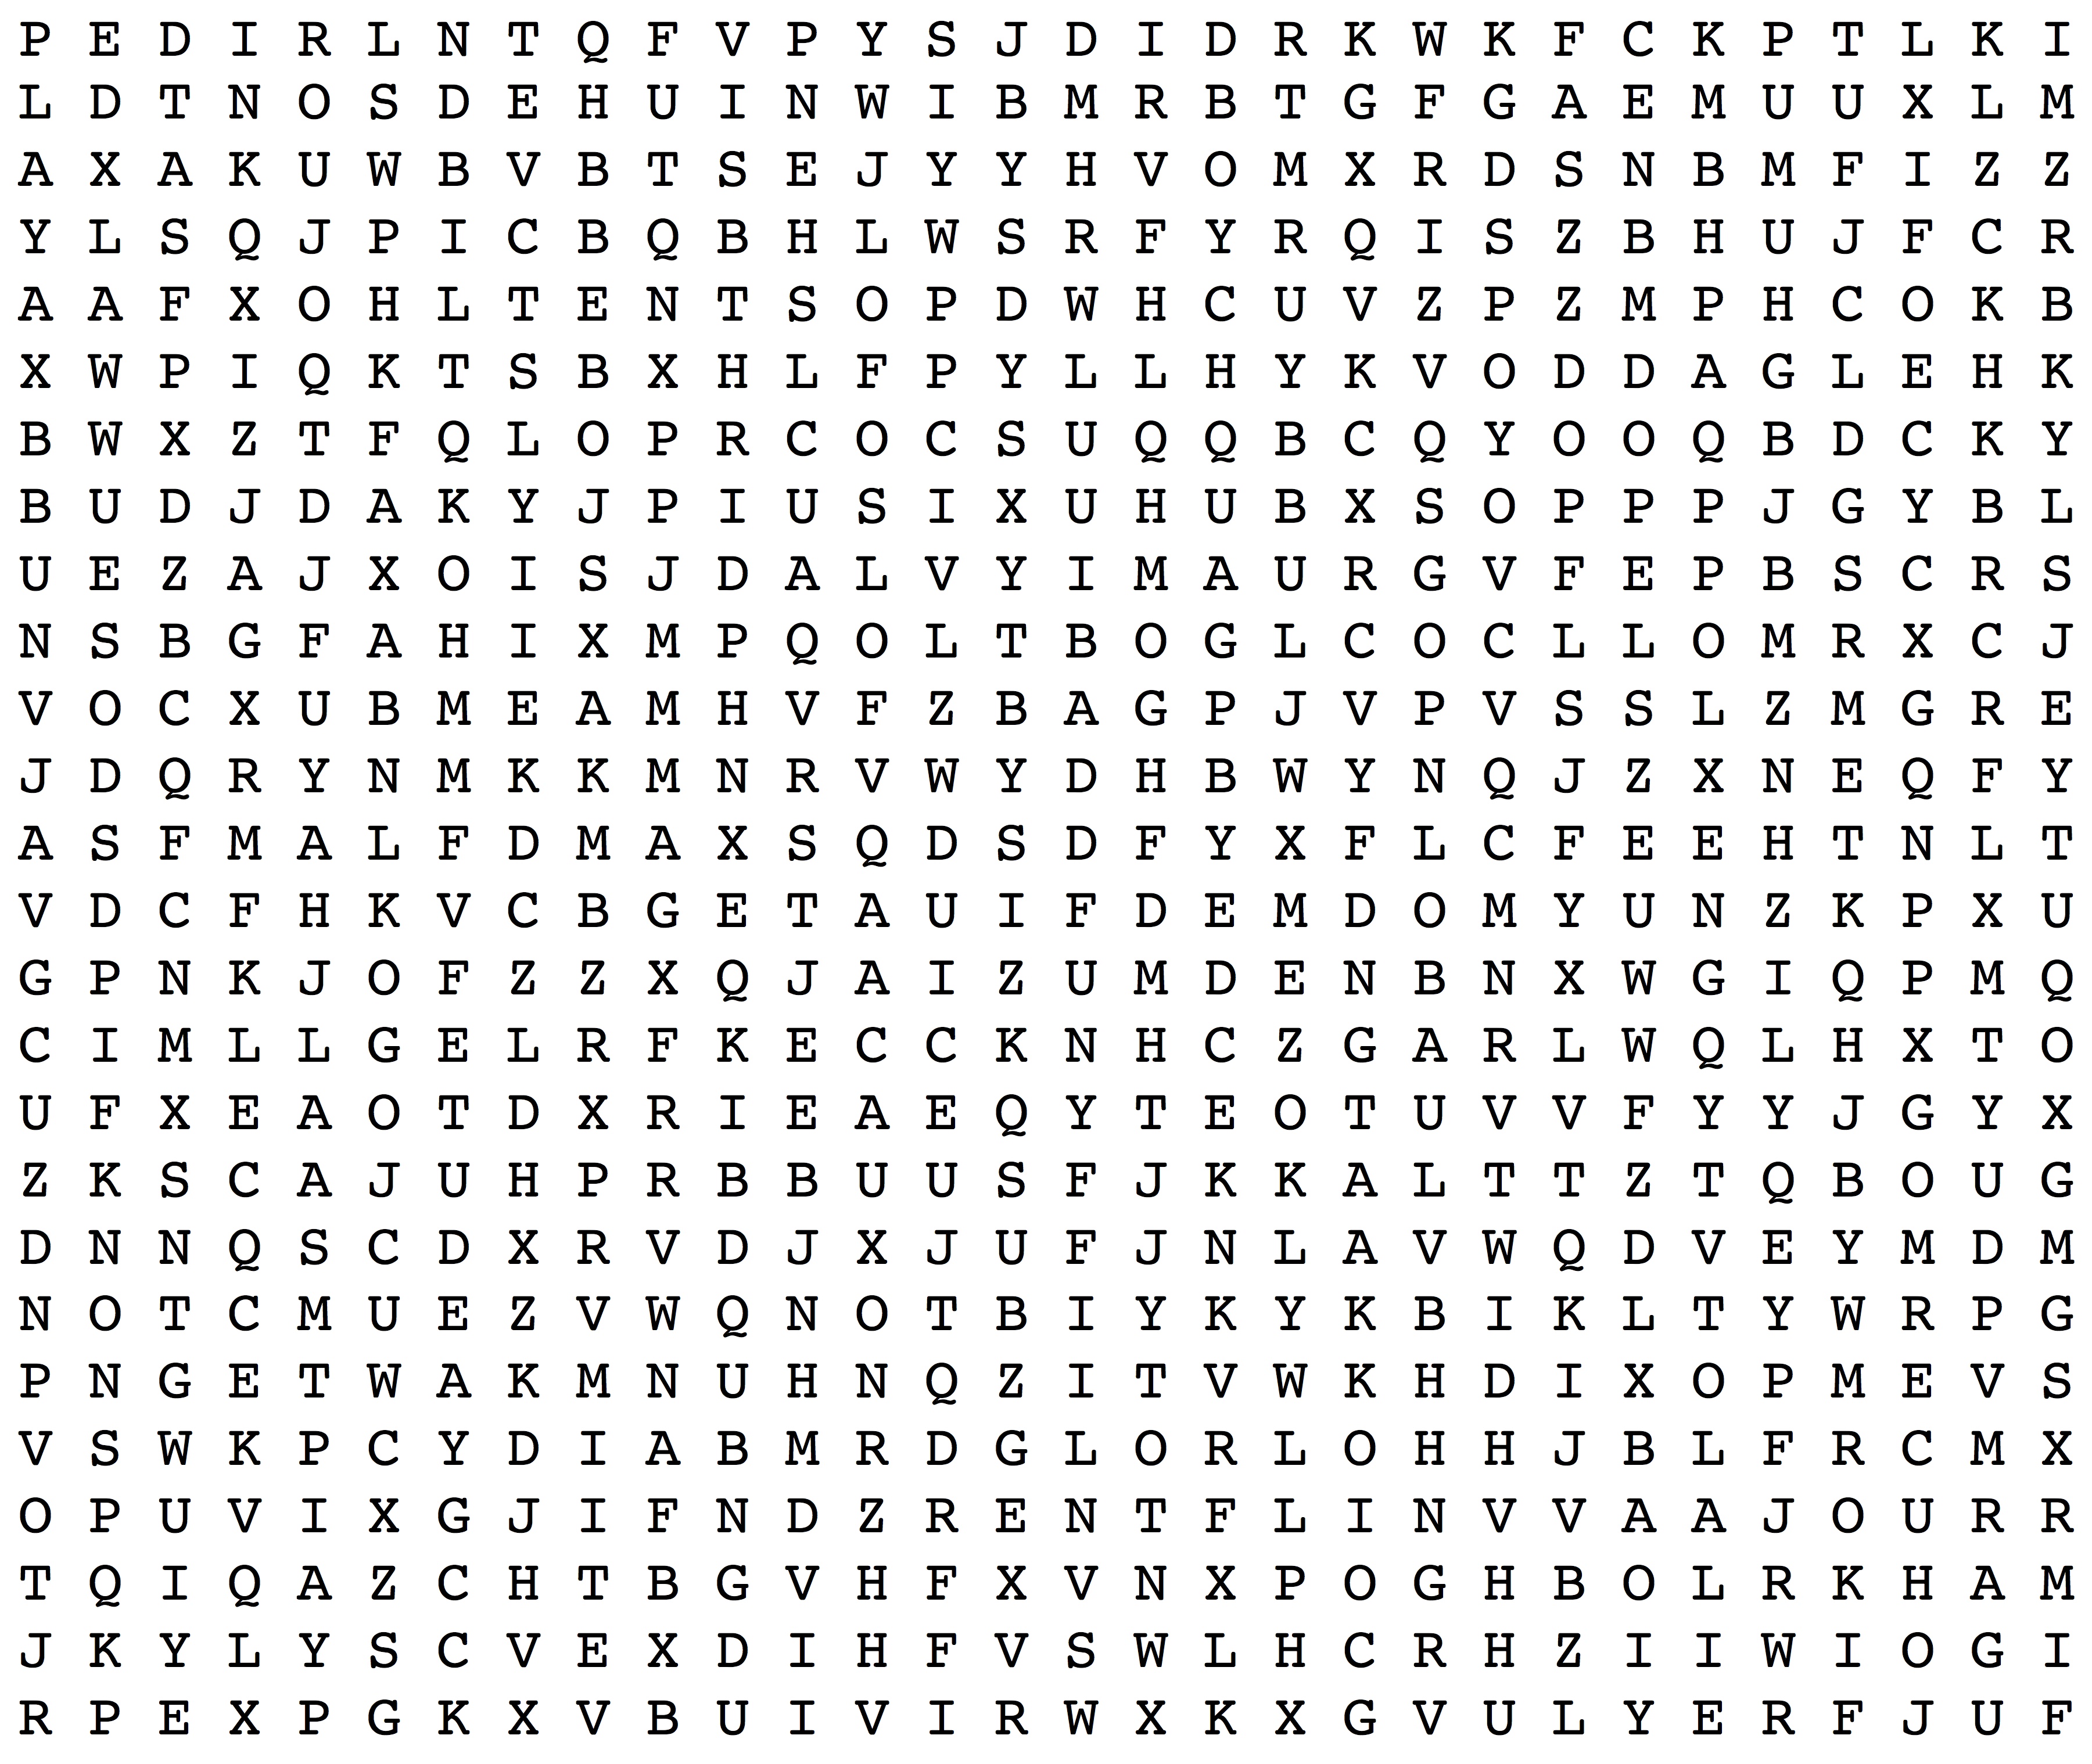 P E D I R L N T Q F V P Y S J D I D R K W K F C K P T L K I
L D T N O S D E H U I N W I B M R B T G F G A E M U U X L M
A X A K U W B V B T S E J Y Y H V O M X R D S N B M F I Z Z
Y L S Q J P I C B Q B H L W S R F Y R Q I S Z B H U J F C R
A A F X O H L T E N T S O P D W H C U V Z P Z M P H C O K B
X W P I Q K T S B X H L F P Y L L H Y K V O D D A G L E H K
B W X Z T F Q L O P R C O C S U Q Q B C Q Y O O Q B D C K Y
B U D J D A K Y J P I U S I X U H U B X S O P P P J G Y B L
U E Z A J X O I S J D A L V Y I M A U R G V F E P B S C R S
N S B G F A H I X M P Q O L T B O G L C O C L L O M R X C J
V O C X U B M E A M H V F Z B A G P J V P V S S L Z M G R E
J D Q R Y N M K K M N R V W Y D H B W Y N Q J Z X N E Q F Y
A S F M A L F D M A X S Q D S D F Y X F L C F E E H T N L T
V D C F H K V C B G E T A U I F D E M D O M Y U N Z K P X U
G P N K J O F Z Z X Q J A I Z U M D E N B N X W G I Q P M Q
C I M L L G E L R F K E C C K N H C Z G A R L W Q L H X T O
U F X E A O T D X R I E A E Q Y T E O T U V V F Y Y J G Y X
Z K S C A J U H P R B B U U S F J K K A L T T Z T Q B O U G
D N N Q S C D X R V D J X J U F J N L A V W Q D V E Y M D M
N O T C M U E Z V W Q N O T B I Y K Y K B I K L T Y W R P G
P N G E T W A K M N U H N Q Z I T V W K H D I X O P M E V S
V S W K P C Y D I A B M R D G L O R L O H H J B L F R C M X
O P U V I X G J I F N D Z R E N T F L I N V V A A J O U R R
T Q I Q A Z C H T B G V H F X V N X P O G H B O L R K H A M
J K Y L Y S C V E X D I H F V S W L H C R H Z I I W I O G I
R P E X P G K X V B U I V I R W X K X G V U L Y E R F J U F